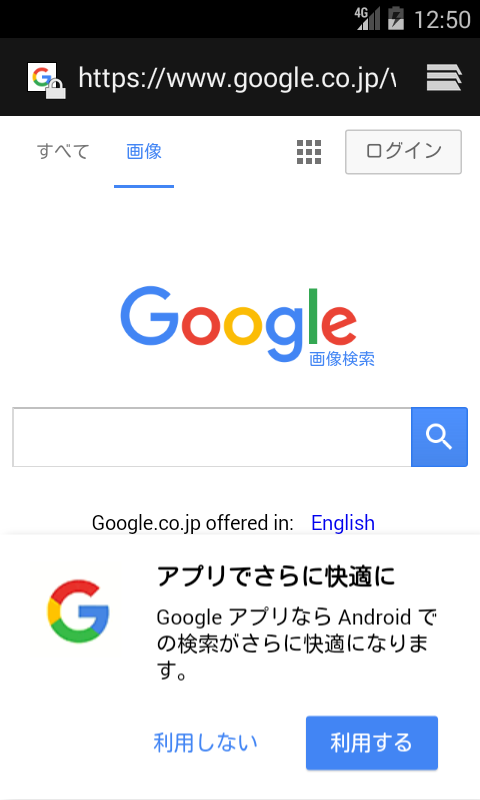 4G 12:50
https://www.google.co.jp/
すべて 画像 ログイン
Google
画像検索
Google.co.jp offered in: English
アプリでさらに快適に
Google アプリなら Android で
の検索がさらに快適になりま
す。
利用しない 利用する